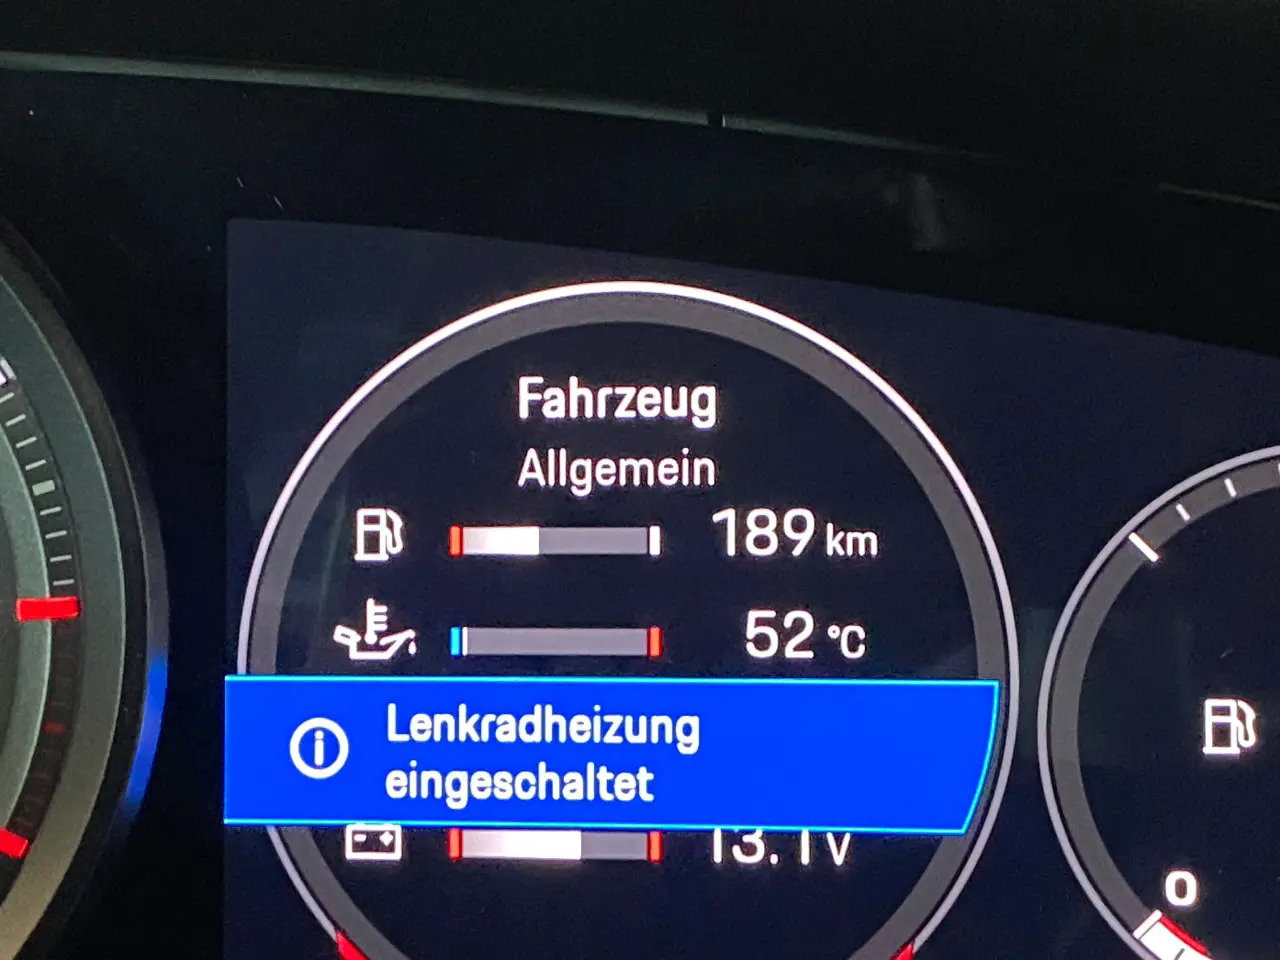 Fahrzeug
Allgemein
189 km
52 °C
Lenkradheizung
eingeschaltet
13.1 V
0